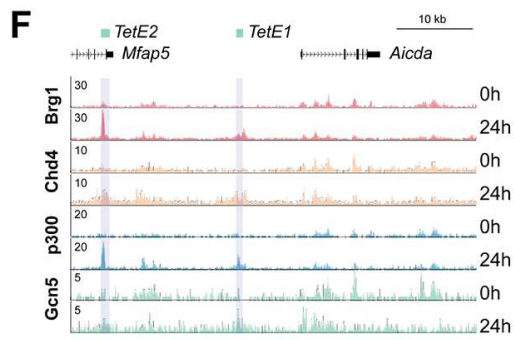 F
TetE2 TetE1 10 kb
Mfap5 Aicda
Brg1
30 0h
30 24h
Chd4
10 0h
10 24h
p300
20 0h
20 24h
Gcn5
5 0h
5 24h